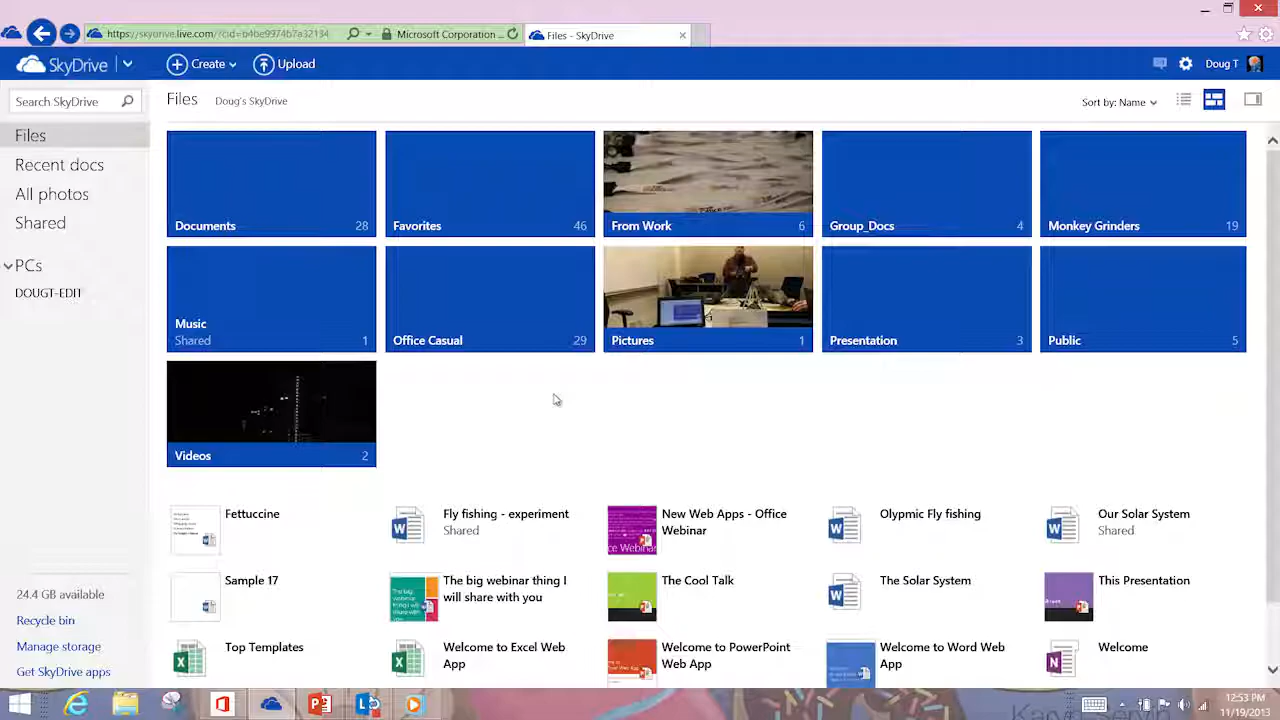 https://skydrive.live.com/?cid=b4be9974b7a32134
Microsoft Corporation ...
Files - SkyDrive
SkyDrive
Create
Upload
Doug T
Search SkyDrive
Files
Doug's SkyDrive
Sort by: Name
Files
Recent docs
All photos
Shared
PCs
DOUGT-EDIT
Documents 28
Favorites 46
From Work 6
Group_Docs 4
Monkey Grinders 19
Music
Shared 1
Office Casual 29
Pictures 1
Presentation 3
Public 5
Videos 2
Fettuccine
Fly fishing - experiment
Shared
New Web Apps - Office
Webinar
Olypmic Fly fishing
Our Solar System
Shared
Sample 17
The big webinar thing I
will share with you
The Cool Talk
The Solar System
This Presentation
Top Templates
Welcome to Excel Web
App
Welcome to PowerPoint
Web App
Welcome to Word Web
App
Welcome
24.4 GB available
Recycle bin
Manage storage
12:53 PM
11/19/2013